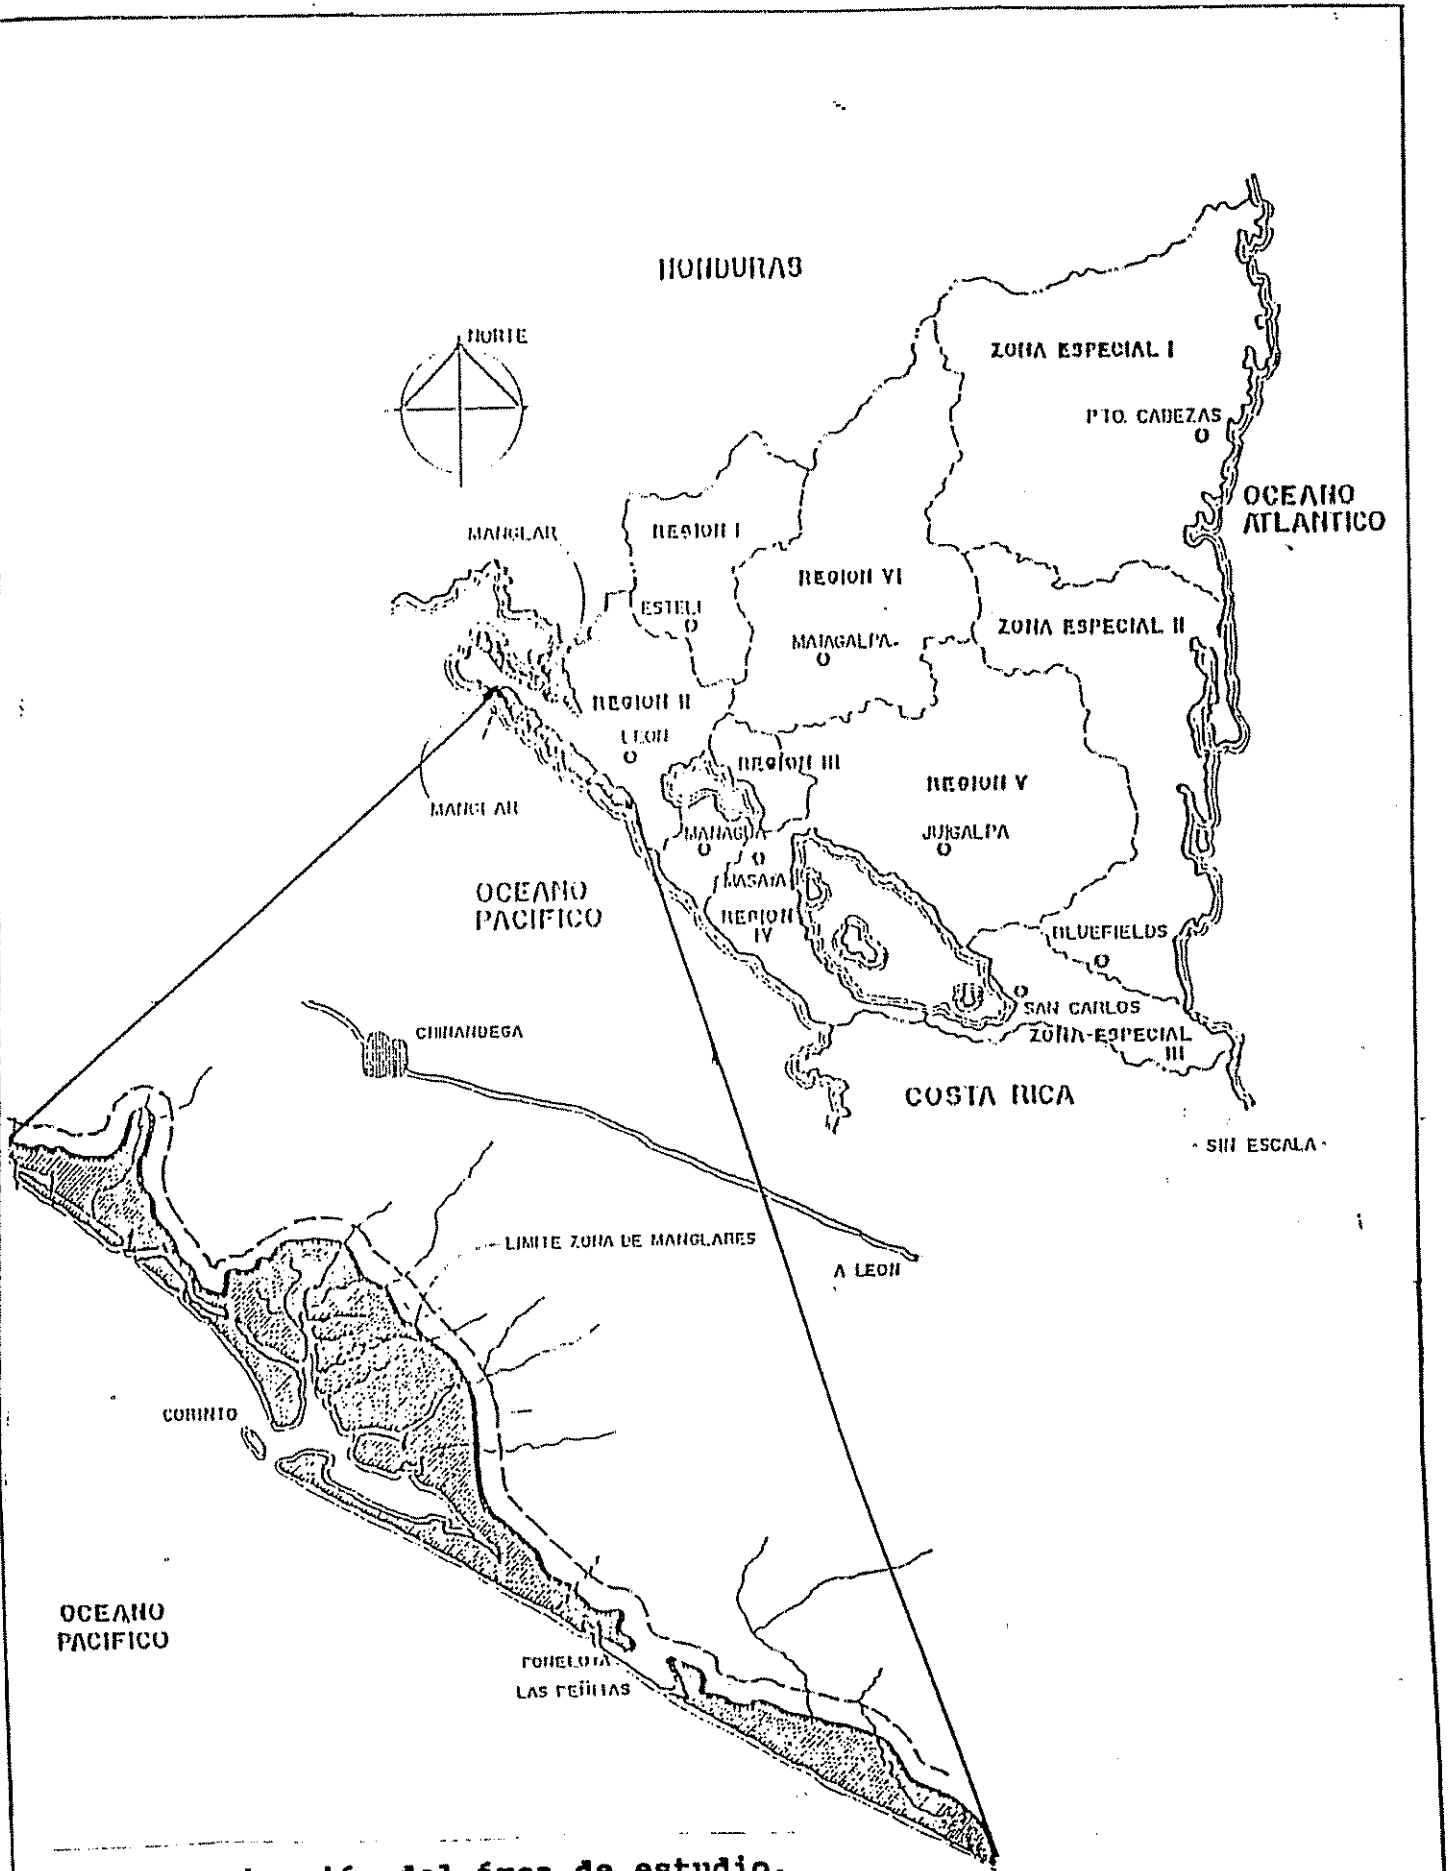 HONDURAS
NORTE
ZONA ESPECIAL I
PTO. CABEZAS
OCEANO
ATLANTICO
MANGLAR
REGION I
REGION VI
ESTELI
ZONA ESPECIAL II
MATAGALPA
REGION II
LEON
REGION III
REGION V
MANGLAR
MANAGUA
JUIGALPA
MASAYA
OCEANO
PACIFICO
REGION
IV
BLUEFIELDS
SAN CARLOS
CHINANDEGA
ZONA-ESPECIAL
III
COSTA RICA
- SIN ESCALA -
LIMITE ZONA DE MANGLARES
A LEON
CORINTO
OCEANO
PACIFICO
PONELOYA
LAS PEÑITAS
del área de estudio.